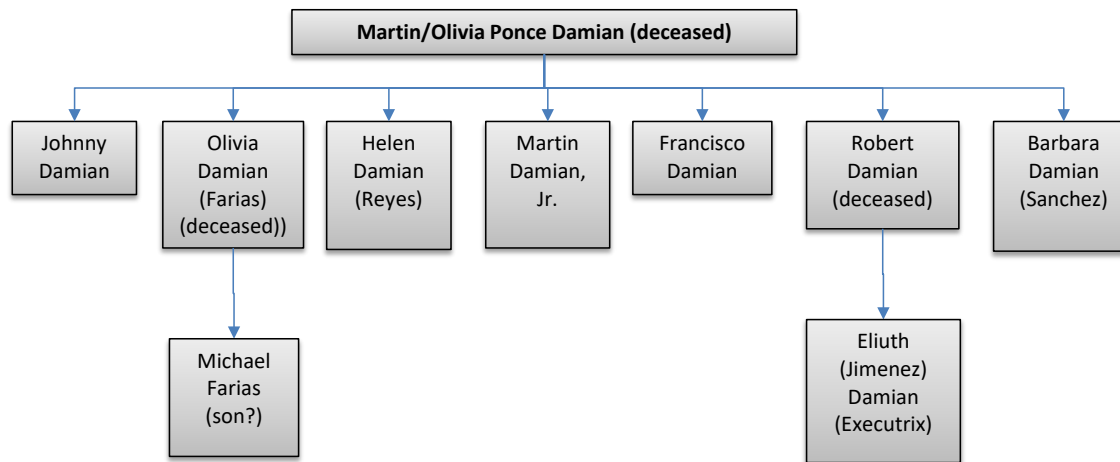 Martin/Olivia Ponce Damian (deceased)
Johnny
Damian
Olivia
Damian
(Farias)
(deceased))
Helen
Damian
(Reyes)
Martin
Damian,
Jr.
Francisco
Damian
Robert
Damian
(deceased)
Barbara
Damian
(Sanchez)
Michael
Farias
(son?)
Eliuth
(Jimenez)
Damian
(Executrix)